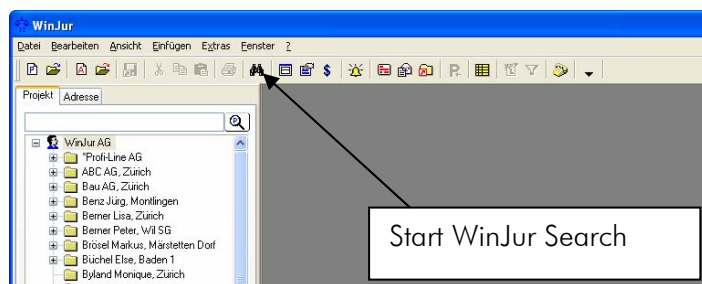 WinJur
Datei Bearbeiten Ansicht Einfügen Extras Fenster ?
Projekt Adresse
WinJur AG
"Profi-Line AG
ABC AG, Zürich
Bau AG, Zürich
Benz Jürg, Montlingen
Berner Lisa, Zürich
Berner Peter, Wil SG
Brösel Markus, Märstetten Dorf
Büchel Else, Baden 1
Byland Monique, Zürich
Start WinJur Search